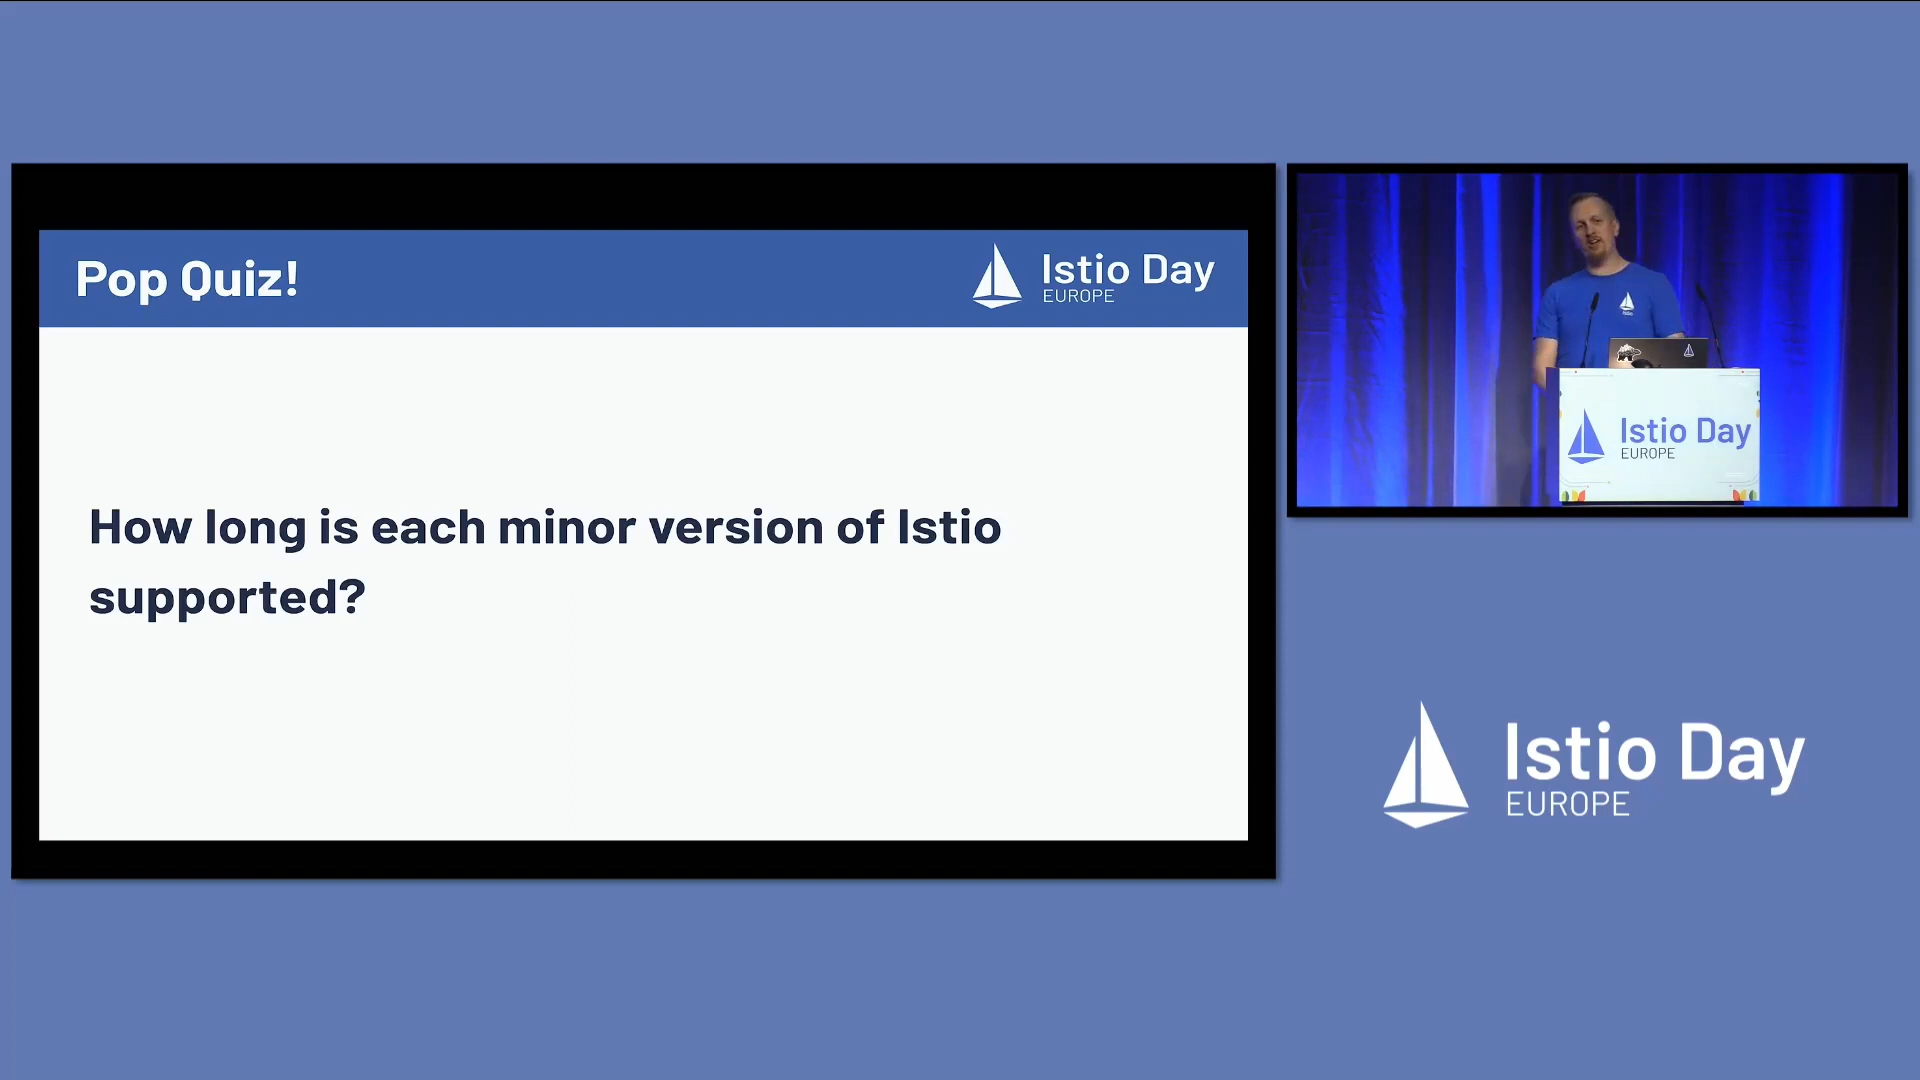 Pop Quiz!
Istio Day
EUROPE
How long is each minor version of Istio
supported?
Istio Day
EUROPE
Istio Day
EUROPE